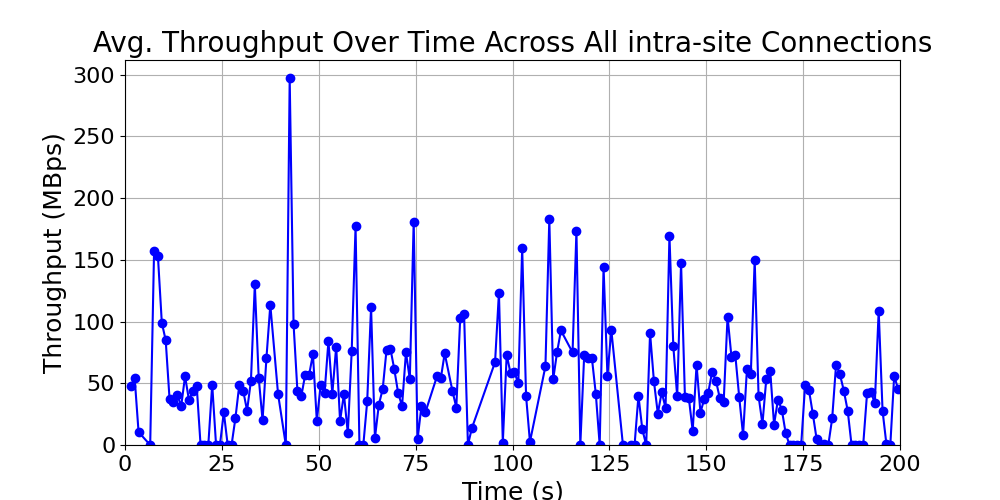 Avg. Throughput Over Time Across All intra-site Connections
Throughput (MBps)
300
250
200
150
100
50
0
0 25 50 75 100 125 150 175 200
Time (s)